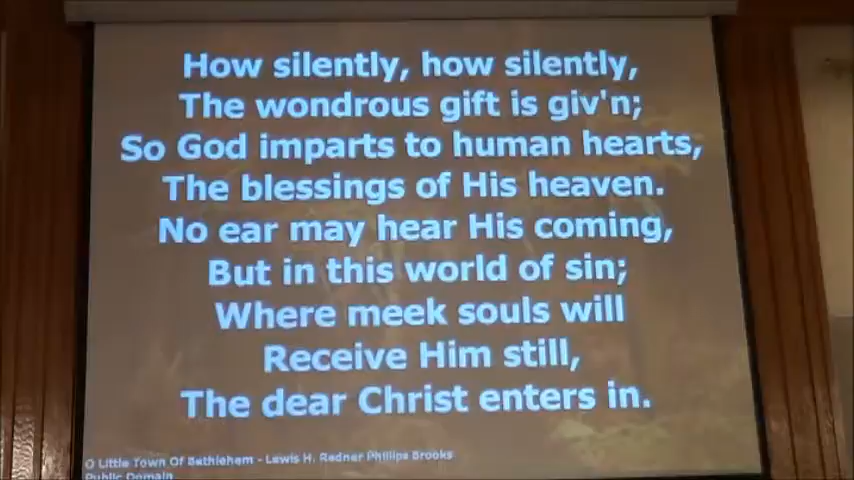 How silently, how silently,
The wondrous gift is giv'n;
So God imparts to human hearts,
The blessings of His heaven.
No ear may hear His coming,
But in this world of sin;
Where meek souls will
Receive Him still,
The dear Christ enters in.
O Little Town Of Bethlehem - Lewis H. Redner Phillips Brooks
Public Domain